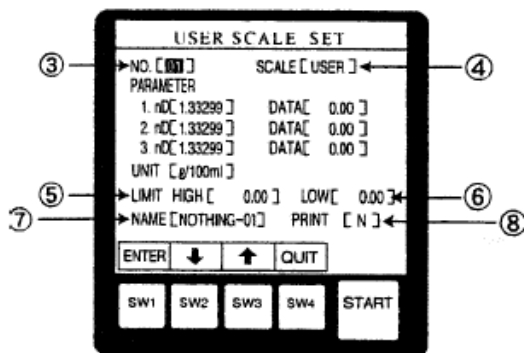 USER SCALE SET
③ NO. [01] SCALE [USER] ④
PARAMETER
1. nD[1.33299] DATA[ 0.00 ]
2. nD[1.33299] DATA[ 0.00 ]
3. nD[1.33299] DATA[ 0.00 ]
UNIT [g/100ml]
⑤ LIMIT HIGH [ 0.00 ] LOW[ 0.00] ⑥
⑦ NAME [NOTHING-01] PRINT [ N ] ⑧
ENTER ⬇ ⬆ QUIT
SW1 SW2 SW3 SW4 START